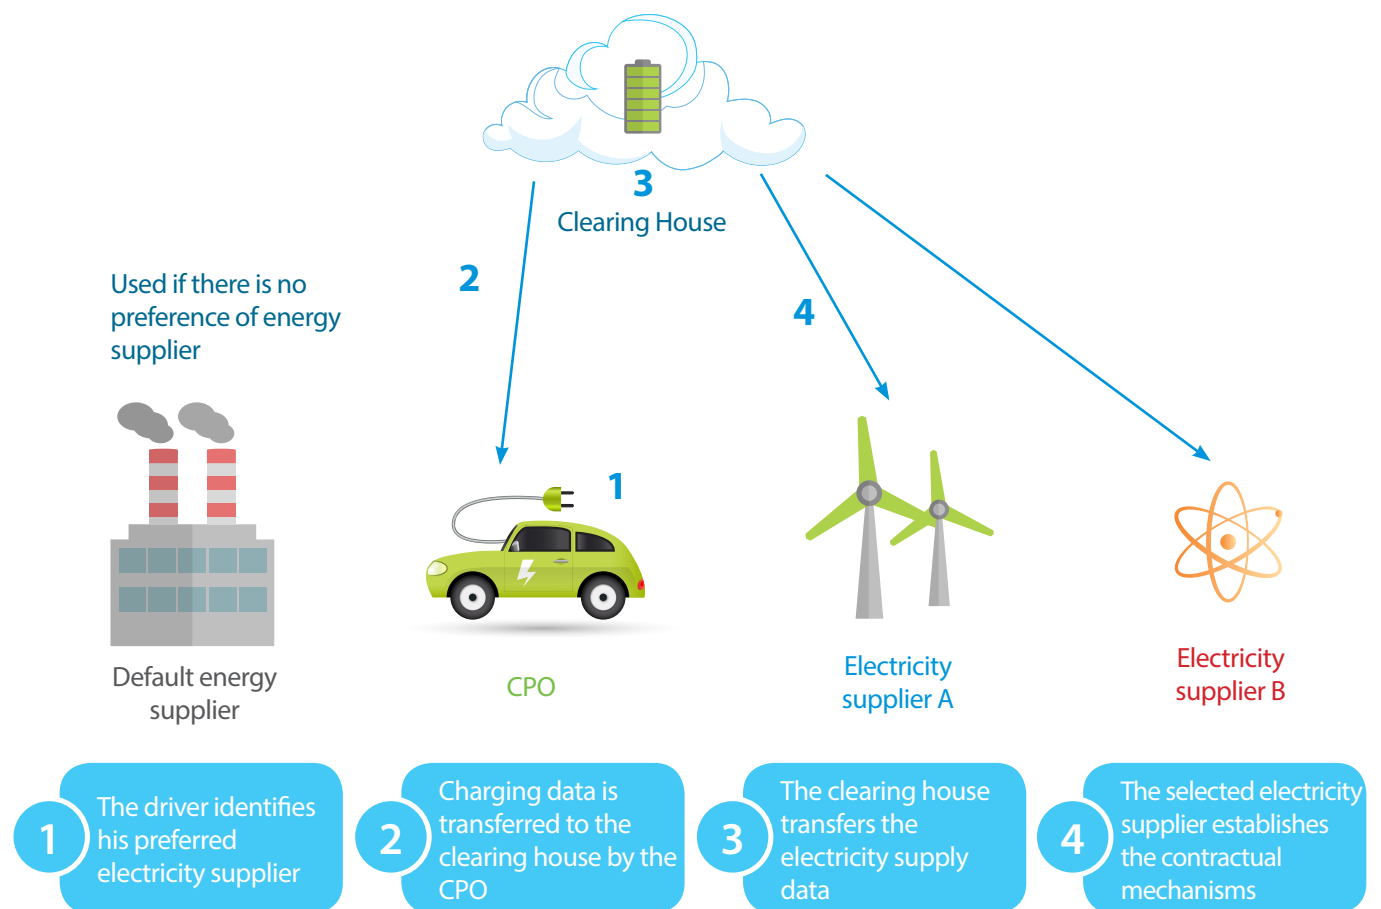 3
Clearing House
2
4
Used if there is no
preference of energy
supplier
1
Default energy
supplier
CPO
Electricity
supplier A
Electricity
supplier B
1
The driver identifies
his preferred
electricity supplier
2
Charging data is
transferred to the
clearing house by the
CPO
3
The clearing house
transfers the
electricity supply
data
4
The selected electricity
supplier establishes
the contractual
mechanisms